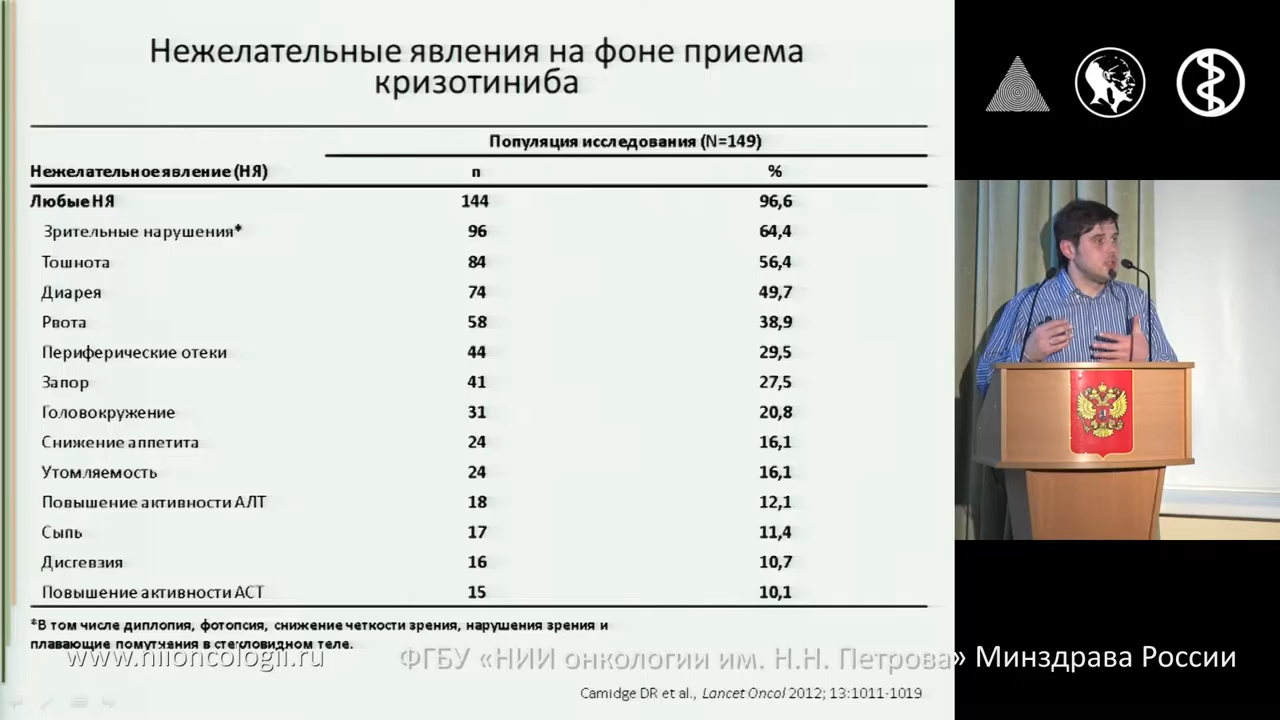 Нежелательные явления на фоне приема
кризотиниба
Популяция исследования (N=149)
Нежелательное явление (НЯ) n %
Любые НЯ 144 96,6
Зрительные нарушения* 96 64,4
Тошнота 84 56,4
Диарея 74 49,7
Рвота 58 38,9
Периферические отеки 44 29,5
Запор 41 27,5
Головокружение 31 20,8
Снижение аппетита 24 16,1
Утомляемость 24 16,1
Повышение активности АЛТ 18 12,1
Сыпь 17 11,4
Дисгевзия 16 10,7
Повышение активности АСТ 15 10,1
*В том числе диплопия, фотопсия, снижение четкости зрения, нарушения зрения и
плавающие помутнения в стекловидном теле.
www.niioncologii.ru ФГБУ «НИИ онкологии им. Н.Н. Петрова» Минздрава России
Camidge DR et al., Lancet Oncol 2012; 13:1011-1019